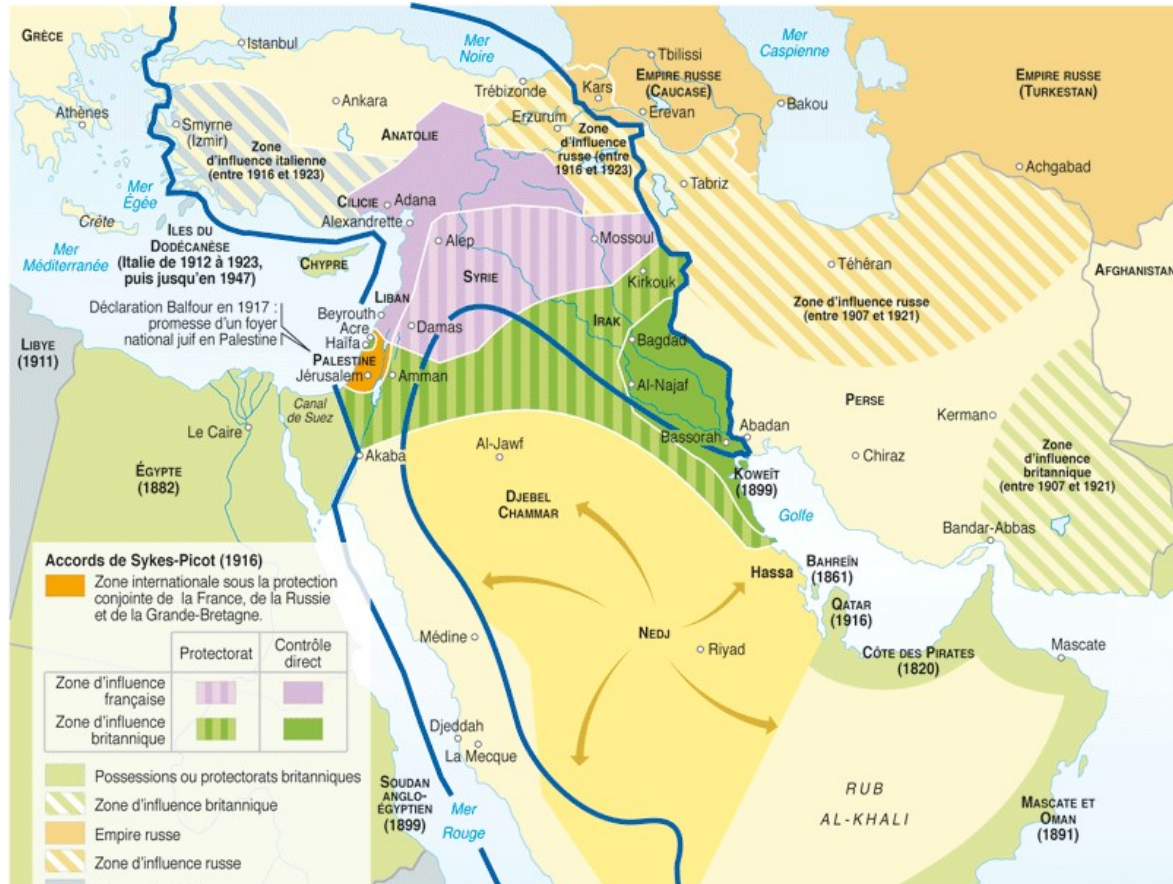 GRÈCE
Istanbul
Mer
Noire
Mer
Caspienne
Tbilissi
Trébizonde
Kars
EMPIRE RUSSE
(CAUCASE)
EMPIRE RUSSE
(TURKESTAN)
Athènes
Ankara
Erzurum
Erevan
Bakou
Smyrne
(Izmir)
ANATOLIE
Zone
d'influence italienne
(entre 1916 et 1923)
Zone
d'influence
russe (entre
1916 et 1923)
Tabriz
Achgabad
Mer
Égée
CILICIE
Adana
Alexandrette
Crète
ILES DU
DODÉCANÈSE
(Italie de 1912 à 1923,
puis jusqu'en 1947)
Mer
Méditerranée
CHYPRE
Alep
Mossoul
SYRIE
Kirkouk
Téhéran
AFGHANISTAN
Zone d'influence russe
(entre 1907 et 1921)
Déclaration Balfour en 1917 :
promesse d'un foyer
national juif en Palestine
LIBAN
Beyrouth
Acre
Haïfa
Damas
IRAK
Bagdad
LIBYE
(1911)
PALESTINE
Jérusalem
Amman
Al-Najaf
PERSE
Canal
de Suez
Le Caire
Kerman
Bassorah
Abadan
Chiraz
Zone
d'influence
britannique
(entre 1907 et 1921)
Akaba
Al-Jawf
KOWEÏT
(1899)
ÉGYPTE
(1882)
DJEBEL
CHAMMAR
Golfe
Bandar-Abbas
Accords de Sykes-Picot (1916)
Zone internationale sous la protection
conjointe de la France, de la Russie
et de la Grande-Bretagne.
Protectorat
Contrôle
direct
Zone d'influence
française
Zone d'influence
britannique
Possessions ou protectorats britanniques
Zone d'influence britannique
Empire russe
Zone d'influence russe
HASSA
BAHREÏN
(1861)
QATAR
(1916)
Médine
NEDJ
Riyad
CÔTE DES PIRATES
(1820)
Mascate
Djeddah
La Mecque
SOUDAN
ANGLO-
ÉGYPTIEN
(1899)
Mer
Rouge
RUB
AL-KHALI
MASCATE ET
OMAN
(1891)